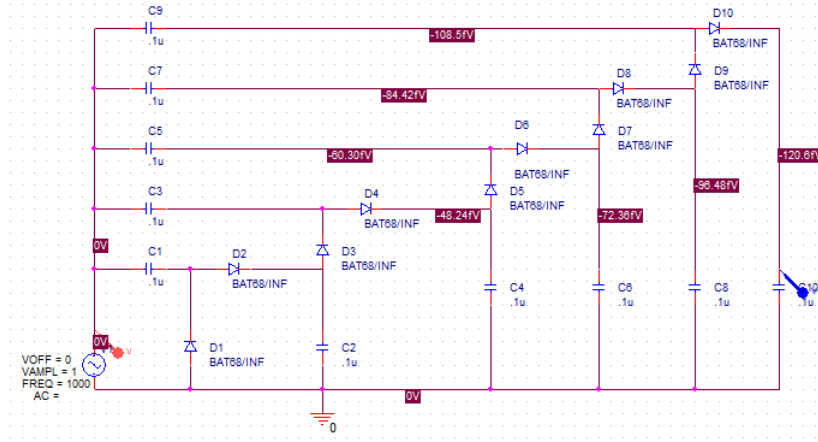 C9
.1u
-108.5fV
D10
BAT68/INF
C7
.1u
-84.42fV
D8
BAT68/INF
D9
BAT68/INF
C5
.1u
-60.30fV
D6
BAT68/INF
D7
BAT68/INF
-120.6fV
C3
.1u
D4
BAT68/INF
-48.24fV
D5
BAT68/INF
-72.36fV
-96.48fV
0V
C1
.1u
D2
BAT68/INF
D3
BAT68/INF
C4
.1u
C6
.1u
C8
.1u
C10
.1u
0V
D1
BAT68/INF
C2
.1u
VOFF = 0
VAMPL = 1
FREQ = 1000
AC =
0V
0